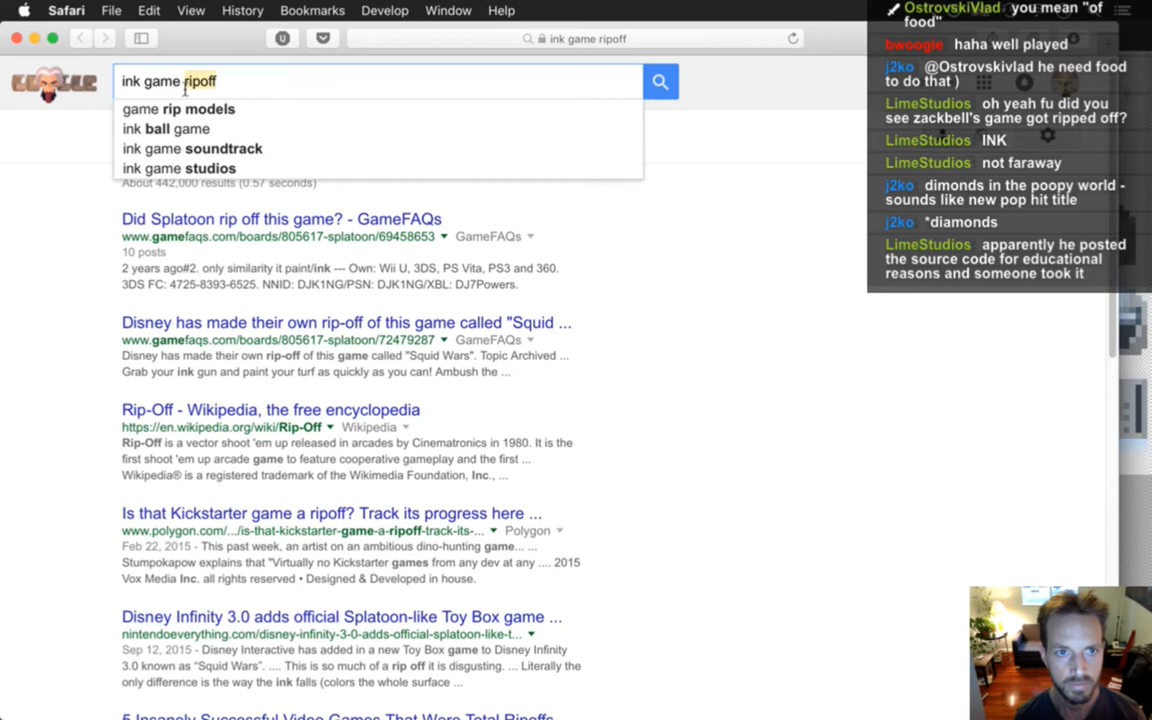 Safari File Edit View History Bookmarks Develop Window Help
ink game ripoff
ink game ripoff
game rip models
ink ball game
ink game soundtrack
ink game studios
About 442,000 results (0.57 seconds)
Did Splatoon rip off this game? - GameFAQs
www.gamefaqs.com/boards/805617-splatoon/69458653 GameFAQs
10 posts
2 years ago#2. only similarity it paint/ink --- Own: Wii U, 3DS, PS Vita, PS3 and 360.
3DS FC: 4725-8393-6525. NNID: DJK1NG/PSN: DJK1NG/XBL: DJ7Powers.
Disney has made their own rip-off of this game called "Squid ...
www.gamefaqs.com/boards/805617-splatoon/72479287 GameFAQs
Disney has made their own rip-off of this game called "Squid Wars". Topic Archived ...
Grab your ink gun and paint your turf as quickly as you can! Ambush the ...
Rip-Off - Wikipedia, the free encyclopedia
https://en.wikipedia.org/wiki/Rip-Off Wikipedia
Rip-Off is a vector shoot 'em up released in arcades by Cinematronics in 1980. It is the
first shoot 'em up arcade game to feature cooperative gameplay and the first ...
Wikipedia® is a registered trademark of the Wikimedia Foundation, Inc., ...
Is that Kickstarter game a ripoff? Track its progress here ...
www.polygon.com/.../is-that-kickstarter-game-a-ripoff-track-its-... Polygon
Feb 22, 2015 - This past week, an artist on an ambitious dino-hunting game... ...
Stumpokapow explains that "Virtually no Kickstarter games from any dev at any .... 2015
Vox Media Inc. all rights reserved • Designed & Developed in house.
Disney Infinity 3.0 adds official Splatoon-like Toy Box game ...
nintendoeverything.com/disney-infinity-3-0-adds-official-splatoon-like-t...
Sep 12, 2015 - Disney Interactive has added in a new Toy Box game to Disney Infinity
3.0 known as "Squid Wars". .... This is so much of a rip off it is disgusting. ... Literally the
only difference is the way the ink falls (colors the whole surface ...
5 Insanely Successful Video Games That Were Total Ripoffs
OstrovskiVlad you mean "of
food"
bwoogie haha well played
j2ko @Ostrovskivlad he need food
to do that )
LimeStudios oh yeah fu did you
see zackbell's game got ripped off?
LimeStudios INK
LimeStudios not faraway
j2ko dimonds in the poopy world -
sounds like new pop hit title
j2ko *diamonds
LimeStudios apparently he posted
the source code for educational
reasons and someone took it